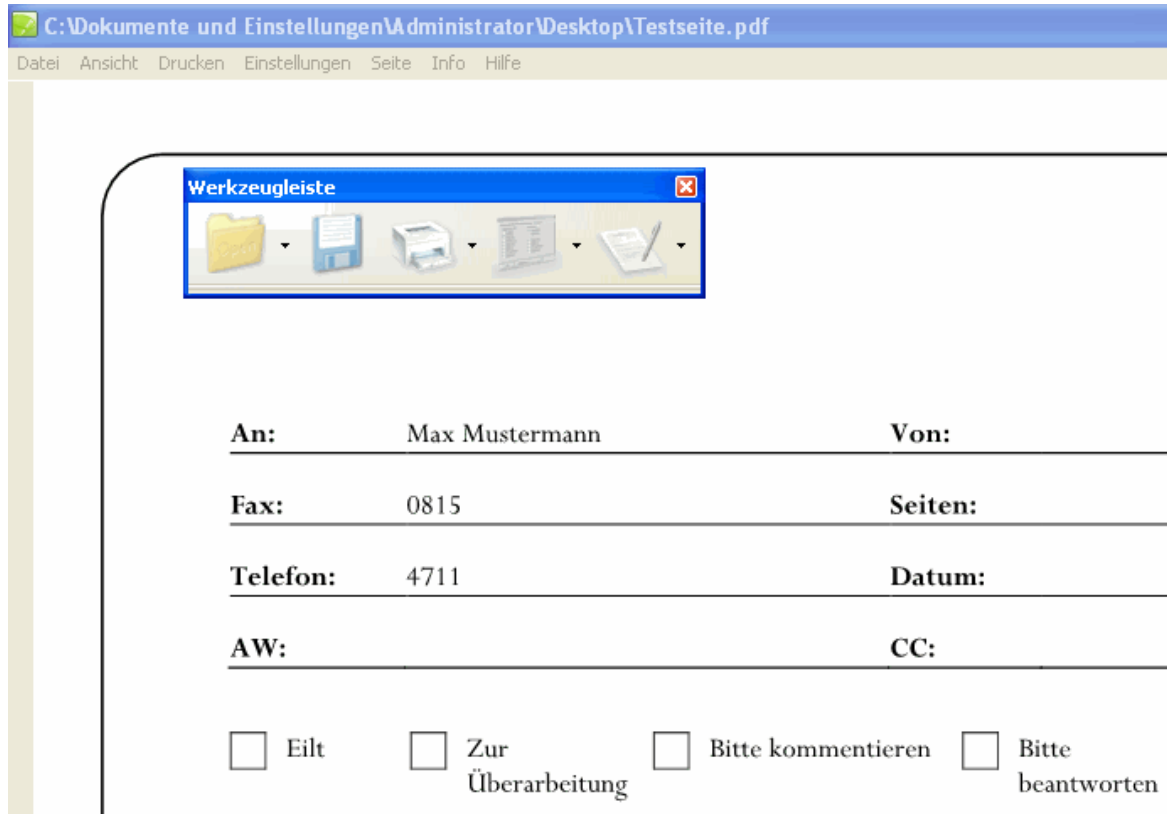 C:\Dokumente und Einstellungen\Administrator\Desktop\Testseite.pdf
Datei Ansicht Drucken Einstellungen Seite Info Hilfe
Werkzeugleiste
An: Max Mustermann Von:
Fax: 0815 Seiten:
Telefon: 4711 Datum:
AW: CC:
Eilt Zur Bitte kommentieren Bitte
Überarbeitung beantworten